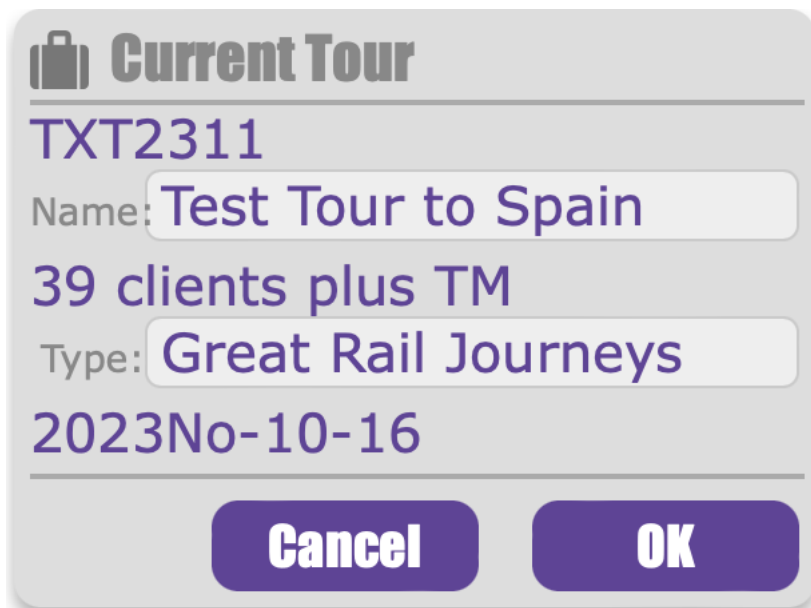 Current Tour
TXT2311
Name: Test Tour to Spain
39 clients plus TM
Type: Great Rail Journeys
2023No-10-16
Cancel OK